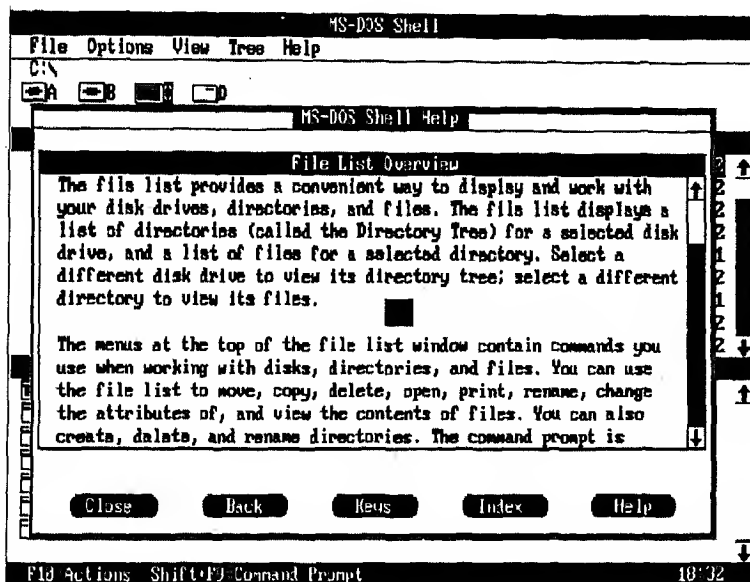 MS-DOS Shell
File Options View Tree Help
C:\
A B D
MS-DOS Shell Help
File List Overview
The file list provides a convenient way to display and work with
your disk drives, directories, and files. The file list displays a
list of directories (called the Directory Tree) for a selected disk
drive, and a list of files for a selected directory. Select a
different disk drive to view its directory tree; select a different
directory to view its files.
The menus at the top of the file list window contain commands you
use when working with disks, directories, and files. You can use
the file list to move, copy, delete, open, print, rename, change
the attributes of, and view the contents of files. You can also
create, delete, and rename directories. The command prompt is
Close Back Keys Index Help
F10=Actions Shift+F9=Command Prompt 18:32